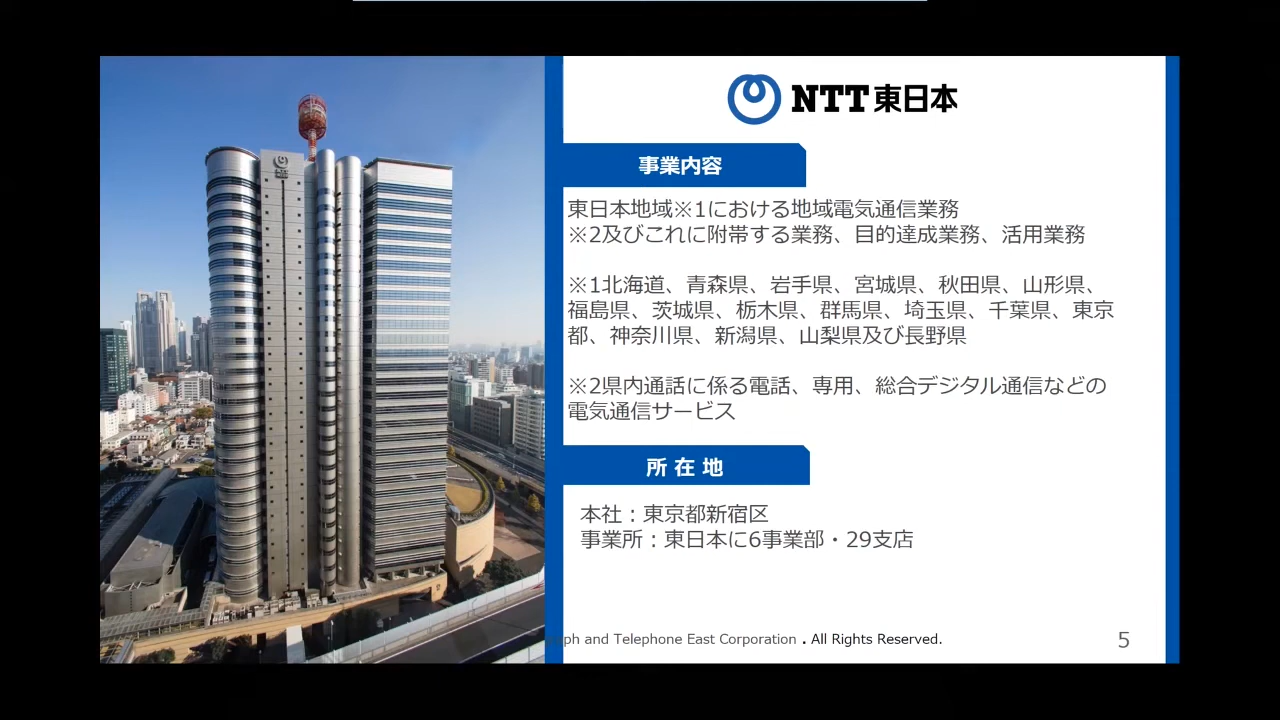 NTT東日本
事業内容
東日本地域※1における地域電気通信業務
※2及びこれに附帯する業務、目的達成業務、活用業務
※1北海道、青森県、岩手県、宮城県、秋田県、山形県、
福島県、茨城県、栃木県、群馬県、埼玉県、千葉県、東京
都、神奈川県、新潟県、山梨県及び長野県
※2県内通話に係る電話、専用、総合デジタル通信などの
電気通信サービス
所在地
本社：東京都新宿区
事業所：東日本に6事業部・29支店
and Telephone East Corporation . All Rights Reserved.
5